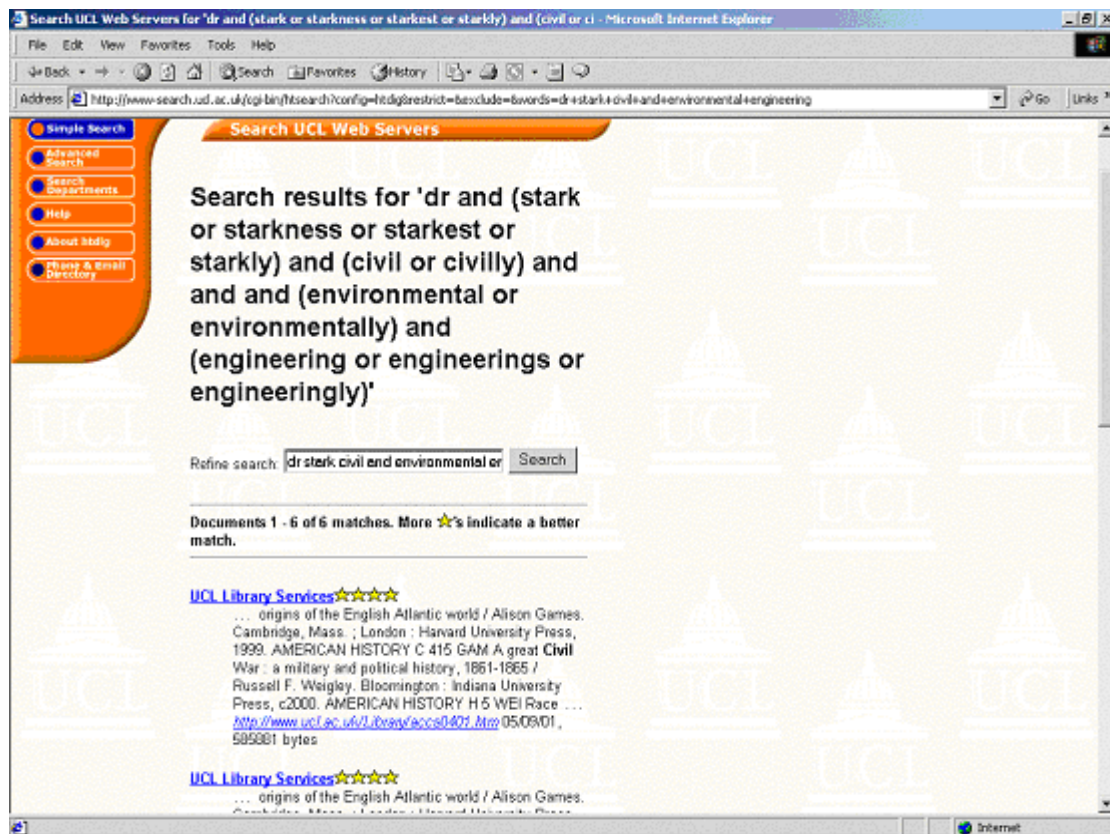 Search UCL Web Servers for 'dr and (stark or starkness or starkest or starkly) and (civil or ci - Microsoft Internet Explorer
File Edit View Favorites Tools Help
Back Search Favorites History
Address http://www-search.ucl.ac.uk/cgi-bin/htsearch?config=htdig&restrict=&exclude=&words=dr+stark+civil+and+environmental+engineering Go Links
Simple Search
Advanced
Search
Search
Departments
Help
About htdig
Phone & Email
Directory
Search UCL Web Servers
Search results for 'dr and (stark
or starkness or starkest or
starkly) and (civil or civilly) and
and and (environmental or
environmentally) and
(engineering or engineerings or
engineeringly)'
Refine search: dr stark civil and environmental er Search
Documents 1 - 6 of 6 matches. More 's indicate a better
match.
UCL Library Services
... origins of the English Atlantic world / Alison Games.
Cambridge, Mass. ; London : Harvard University Press,
1999. AMERICAN HISTORY C 415 GAM A great Civil
War : a military and political history, 1861-1865 /
Russell F. Weigley. Bloomington : Indiana University
Press, c2000. AMERICAN HISTORY H 5 WEI Race ...
http://www.ucl.ac.uk/Library/accs0401.htm 05/09/01,
585881 bytes
UCL Library Services
... origins of the English Atlantic world / Alison Games.
Internet